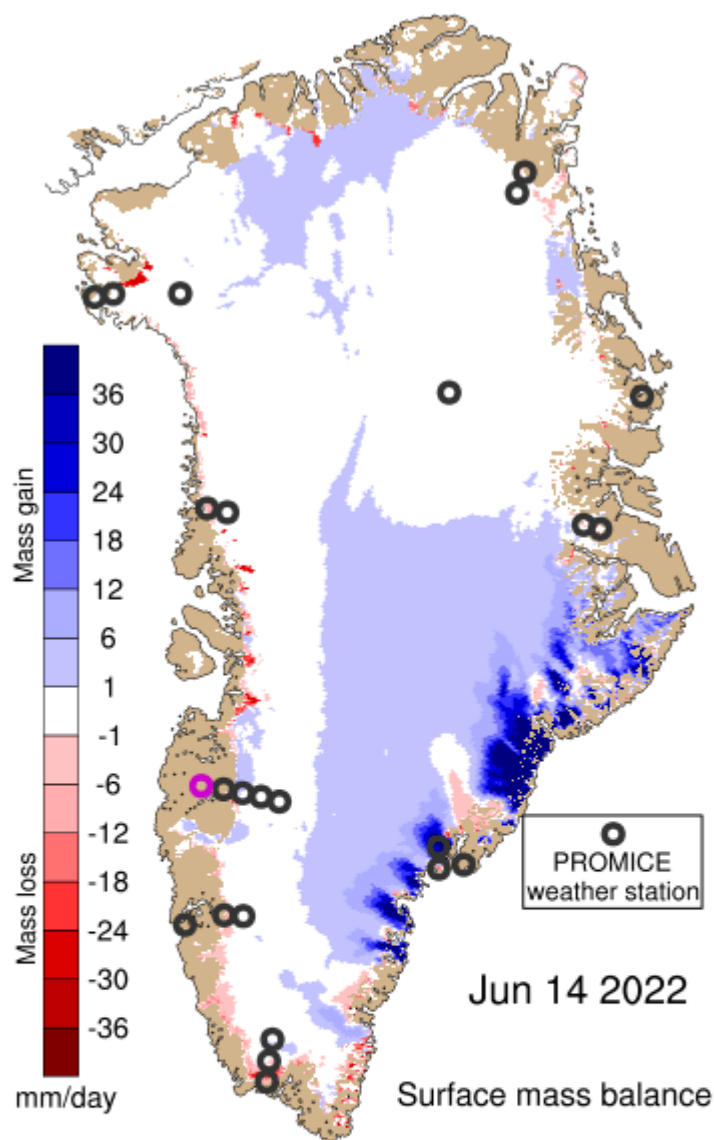 Mass gain
Mass loss
36
30
24
18
12
6
1
-1
-6
-12
-18
-24
-30
-36
mm/day
PROMICE
weather station
Jun 14 2022
Surface mass balance